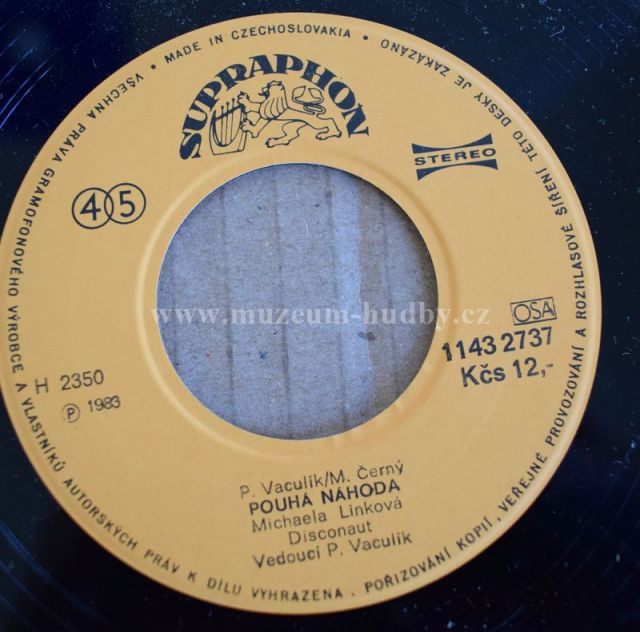 VŠECHNA PRÁVA GRAMOFONOVÉHO VÝROBCE A VLASTNÍKŮ AUTORSKÝCH PRÁV K DÍLU VYHRAZENA. POŘIZOVÁNÍ KOPIÍ, VEŘEJNÉ PROVOZOVÁNÍ A ROZHLASOVÉ ŠÍŘENÍ TÉTO DESKY JE ZAKÁZÁNO • MADE IN CZECHOSLOVAKIA •
SUPRAPHON
STEREO
45
www.muzeum-hudby.cz
OSA
1143 2737
Kčs 12,-
H 2350
Ⓟ 1983
P. Vaculík/M. Černý
POUHÁ NÁHODA
Michaela Linková
Disconaut
Vedoucí P. Vaculík